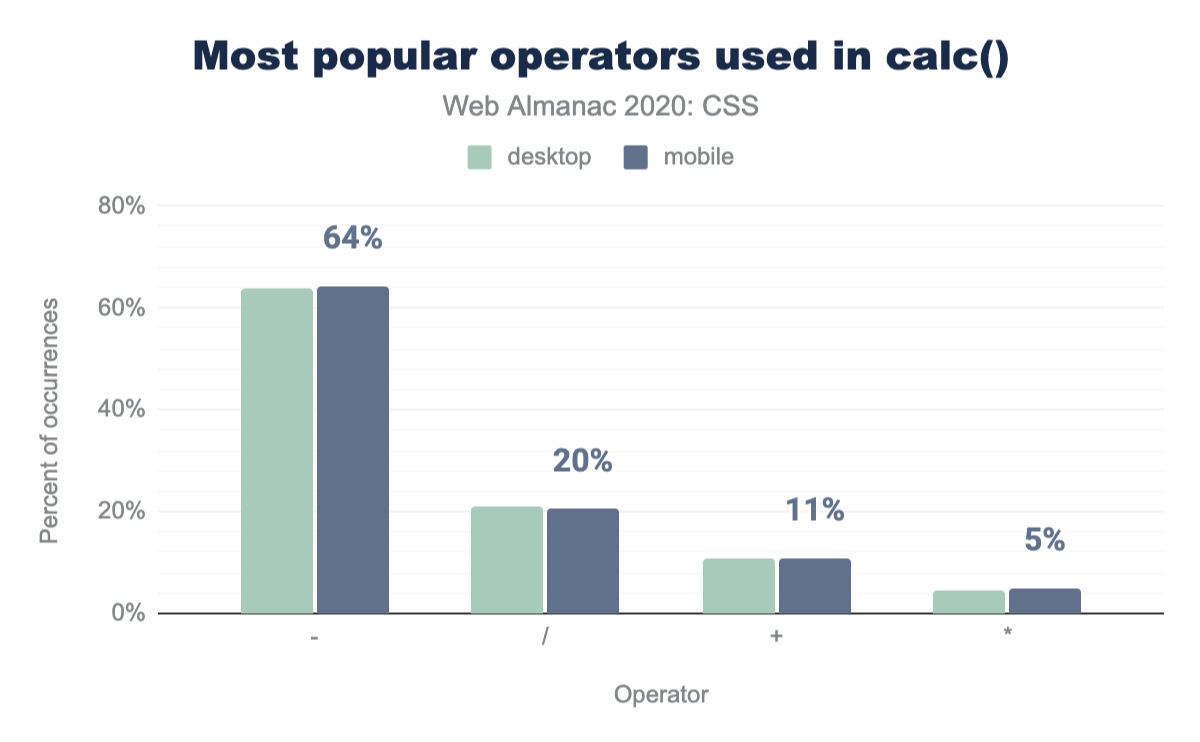 Most popular operators used in calc()
Web Almanac 2020: CSS
desktop mobile
80%
60%
40%
20%
0%
Percent of occurrences
64%
20%
11%
5%
- / + *
Operator